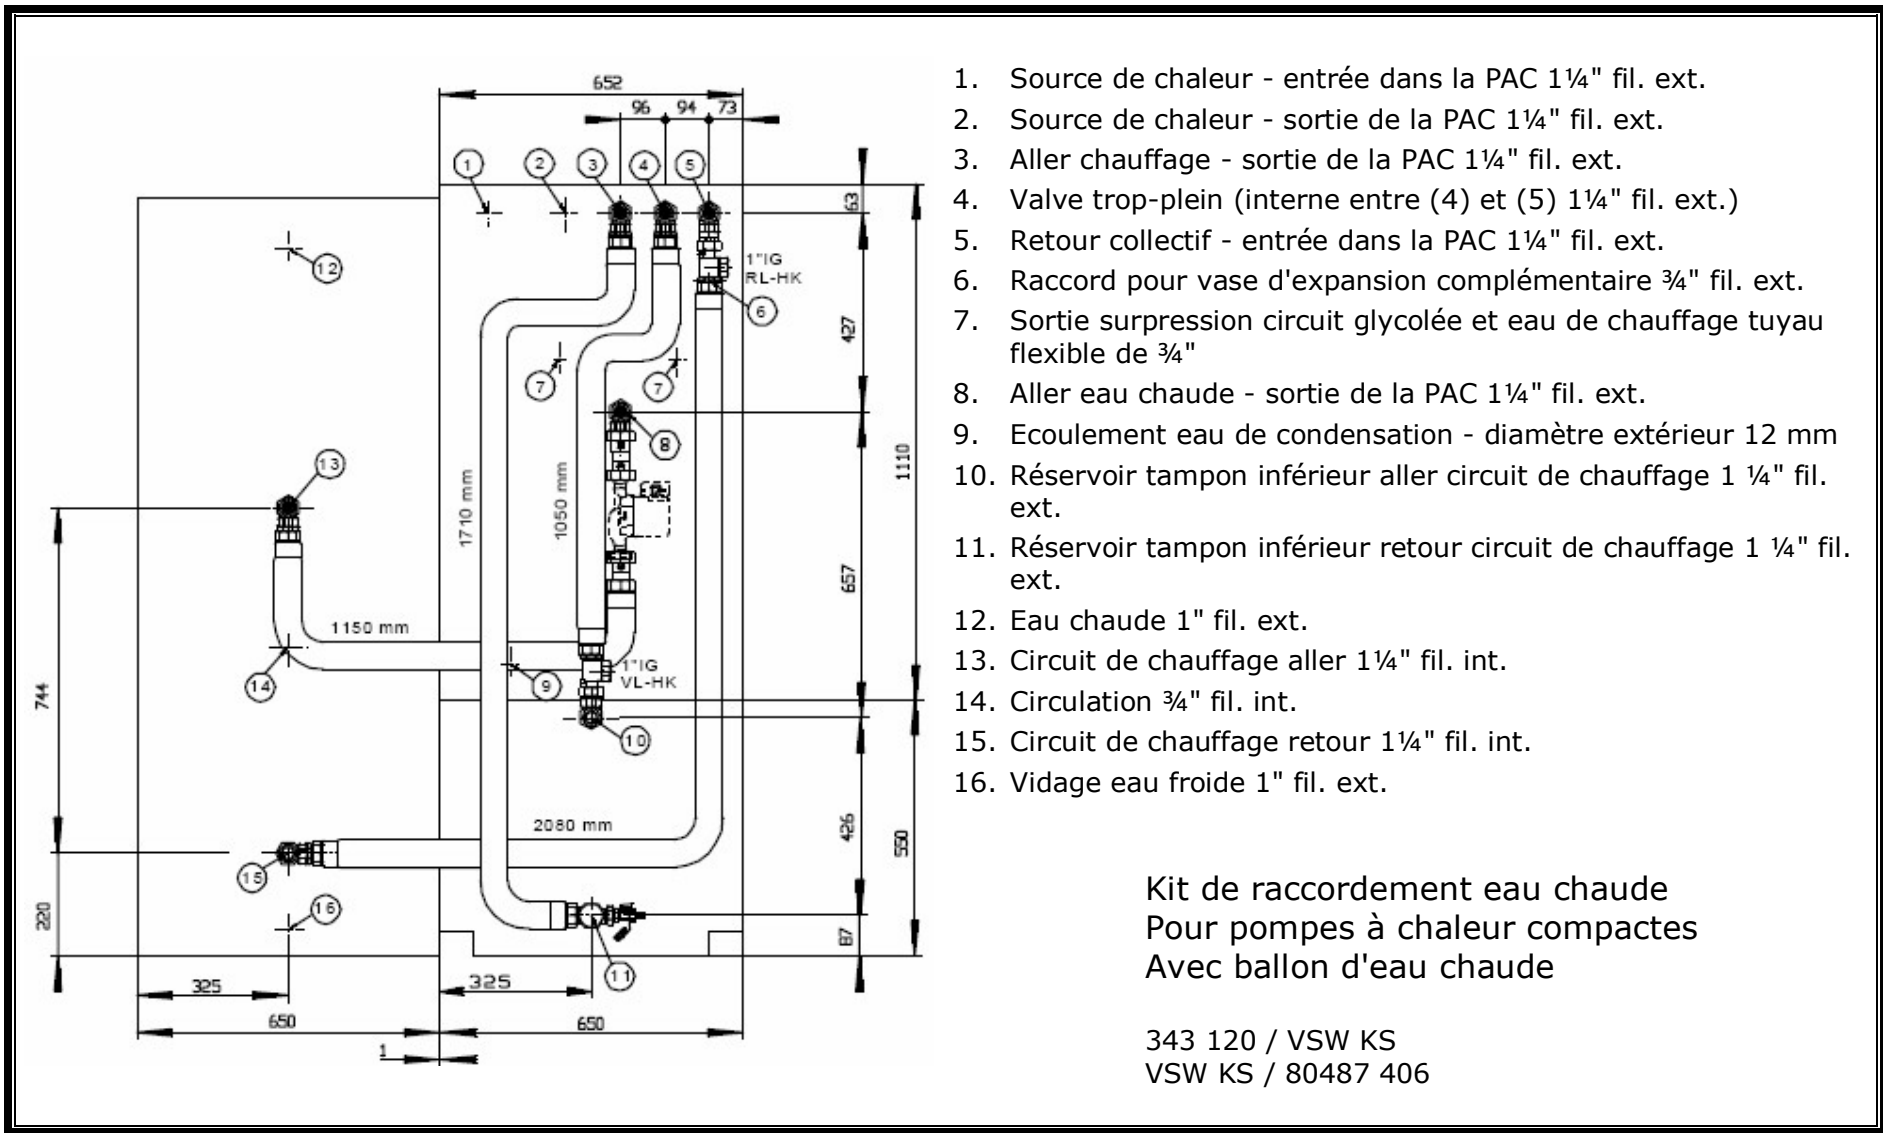 652
96 94 73
1 2 3 4 5
63
12
1"IG
RL-HK
6
427
7 7
8
13
1110
1710 mm
1050 mm
657
1150 mm
14
9
1"IG
VL-HK
744
10
2080 mm
426
550
15
16
220
87
11
325
325
650
650
1
1. Source de chaleur - entrée dans la PAC 1¼" fil. ext.
2. Source de chaleur - sortie de la PAC 1¼" fil. ext.
3. Aller chauffage - sortie de la PAC 1¼" fil. ext.
4. Valve trop-plein (interne entre (4) et (5) 1¼" fil. ext.)
5. Retour collectif - entrée dans la PAC 1¼" fil. ext.
6. Raccord pour vase d'expansion complémentaire ¾" fil. ext.
7. Sortie surpression circuit glycolée et eau de chauffage tuyau
flexible de ¾"
8. Aller eau chaude - sortie de la PAC 1¼" fil. ext.
9. Ecoulement eau de condensation - diamètre extérieur 12 mm
10. Réservoir tampon inférieur aller circuit de chauffage 1 ¼" fil.
ext.
11. Réservoir tampon inférieur retour circuit de chauffage 1 ¼" fil.
ext.
12. Eau chaude 1" fil. ext.
13. Circuit de chauffage aller 1¼" fil. int.
14. Circulation ¾" fil. int.
15. Circuit de chauffage retour 1¼" fil. int.
16. Vidage eau froide 1" fil. ext.
Kit de raccordement eau chaude
Pour pompes à chaleur compactes
Avec ballon d'eau chaude
343 120 / VSW KS
VSW KS / 80487 406